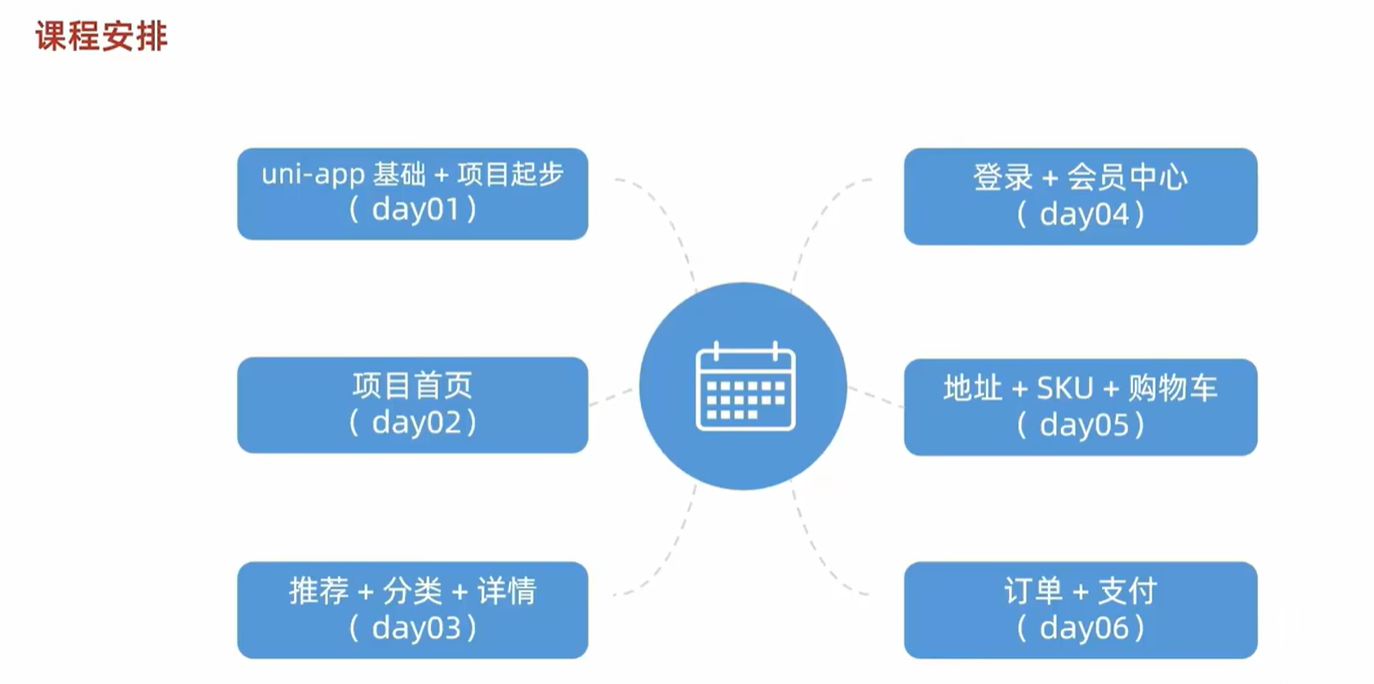 课程安排
uni-app 基础 + 项目起步
（ day01）
项目首页
（ day02）
推荐 + 分类 + 详情
（ day03）
登录 + 会员中心
（ day04）
地址 + SKU + 购物车
（ day05）
订单 + 支付
（ day06）